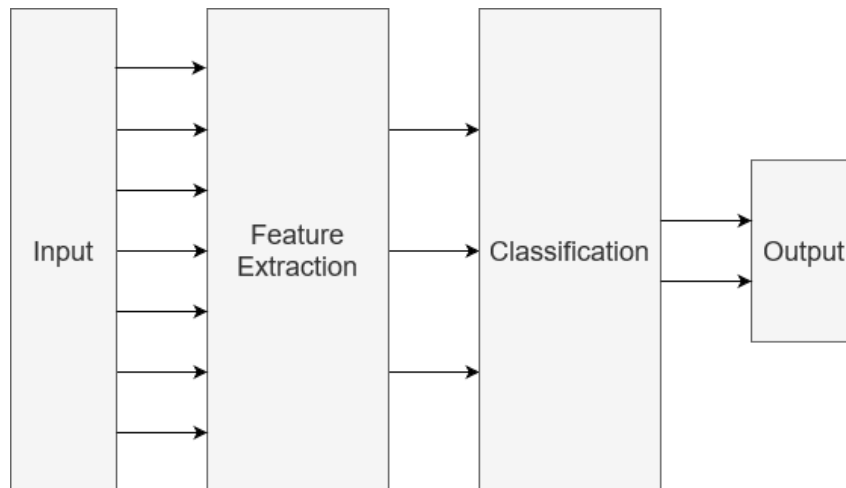 Input
Feature
Extraction
Classification
Output